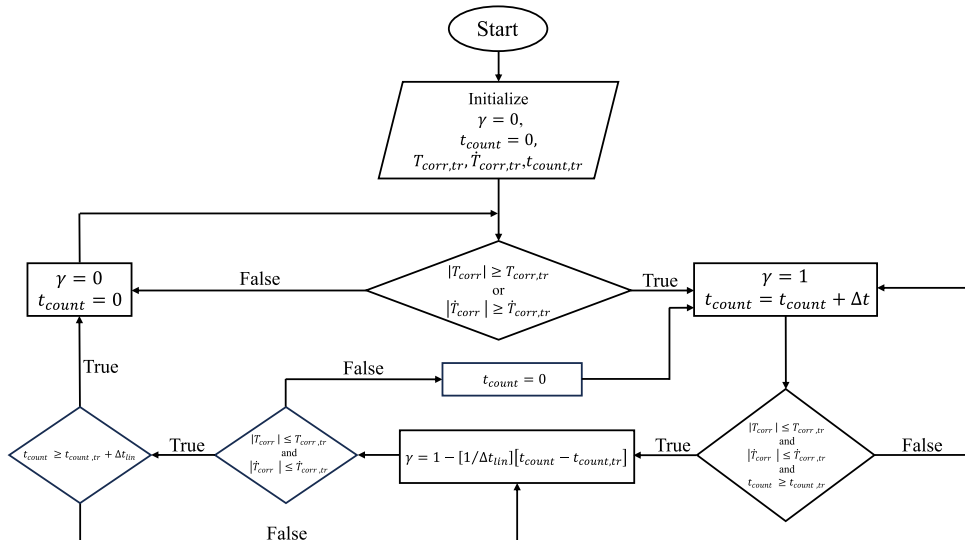 Start
Initialize
γ = 0,
t_count = 0,
T_corr,tr, Ṫ_corr,tr, t_count,tr
γ = 0
t_count = 0
False
|T_corr| ≥ T_corr,tr
or
|Ṫ_corr| ≥ Ṫ_corr,tr
True
γ = 1
t_count = t_count + Δt
True
False
t_count = 0
t_count ≥ t_count,tr + Δt_lin
True
|T_corr| ≤ T_corr,tr
and
|Ṫ_corr| ≤ Ṫ_corr,tr
γ = 1 − [1/Δt_lin][t_count − t_count,tr]
True
|T_corr| ≤ T_corr,tr
and
|Ṫ_corr| ≤ Ṫ_corr,tr
and
t_count ≥ t_count,tr
False
False